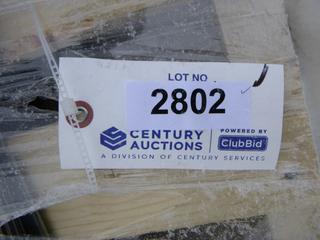 LOT NO.
2802
CENTURY
AUCTIONS
POWERED BY
ClubBid
A DIVISION OF CENTURY SERVICES